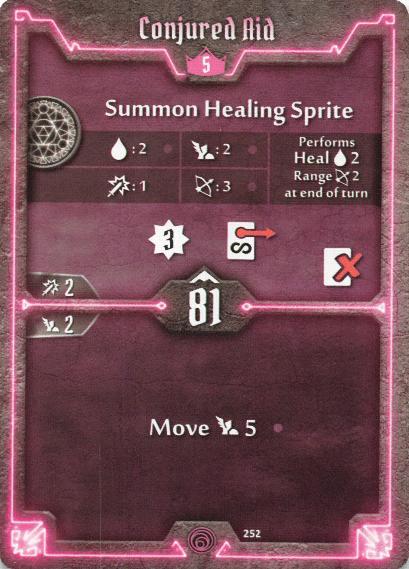 Conjured Aid
5
Summon Healing Sprite
: 2
: 2
Performs
Heal 2
: 1
: 3
Range 2
at end of turn
3
2
81
2
Move 5
252